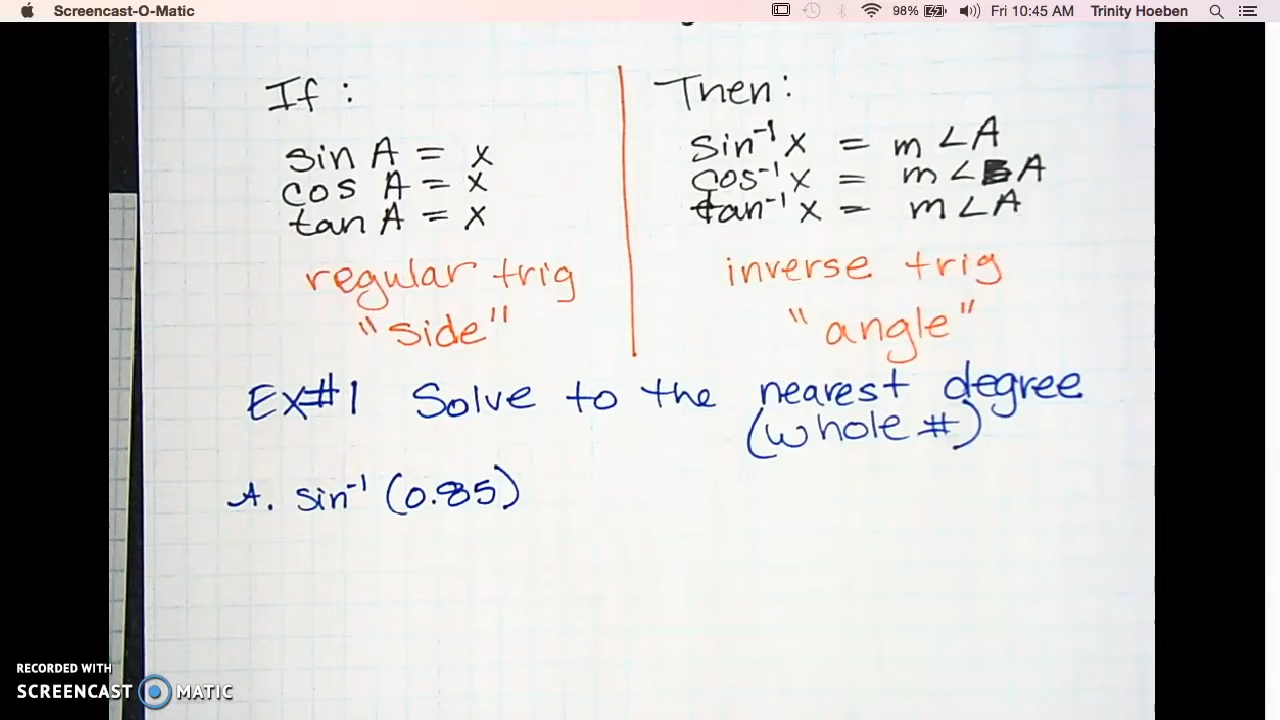 Screencast-O-Matic 98% Fri 10:45 AM Trinity Hoeben
If :
sin A = x
cos A = x
tan A = x
regular trig
"side"
Then :
sin⁻¹ x = m ∠A
cos⁻¹ x = m ∠A
tan⁻¹ x = m ∠A
inverse trig
"angle"
Ex#1 Solve to the nearest degree
(whole #)
A. sin⁻¹ (0.85)
RECORDED WITH
SCREENCAST MATIC